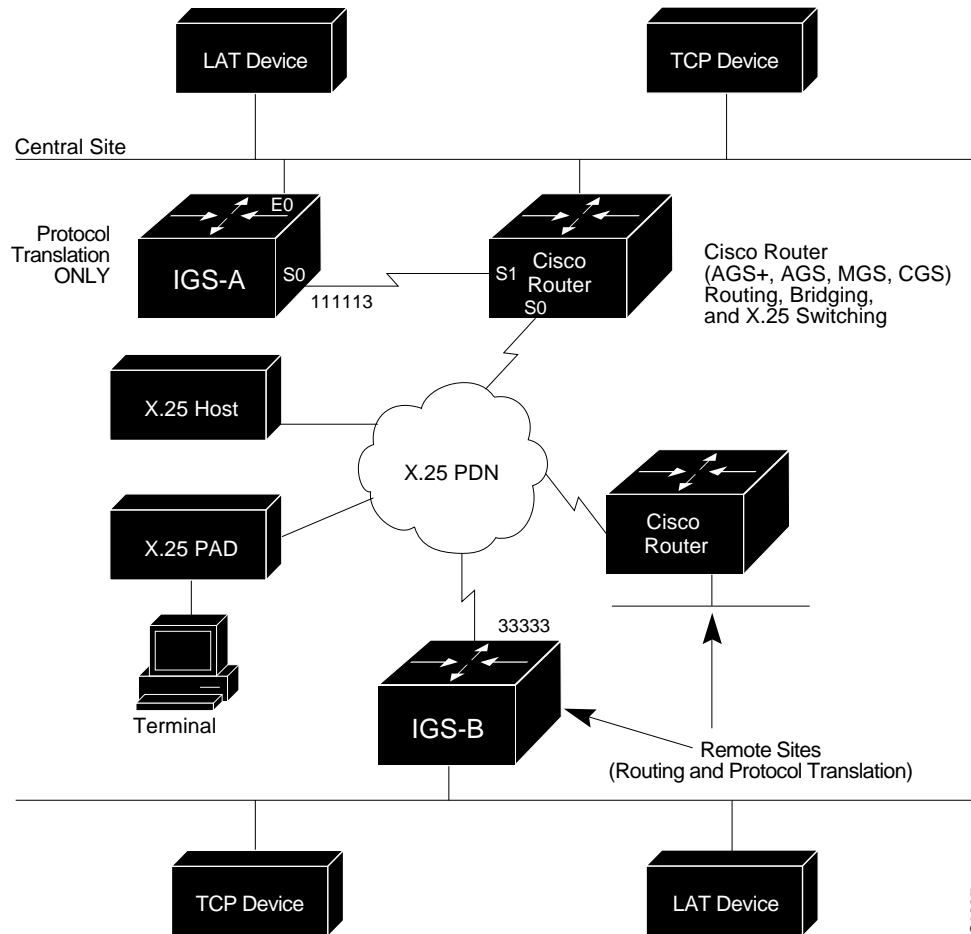 LAT Device
TCP Device
Central Site
E0
Protocol
Translation
ONLY
IGS-A
S0
111113
S1
Cisco
Router
S0
Cisco Router
(AGS+, AGS, MGS, CGS)
Routing, Bridging,
and X.25 Switching
X.25 Host
X.25 PDN
X.25 PAD
Cisco
Router
Terminal
33333
IGS-B
Remote Sites
(Routing and Protocol Translation)
TCP Device
LAT Device